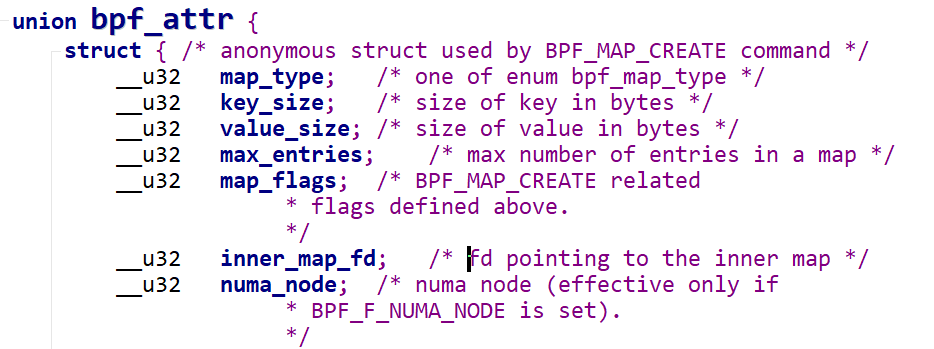 union bpf_attr {
struct { /* anonymous struct used by BPF_MAP_CREATE command */
__u32 map_type; /* one of enum bpf_map_type */
__u32 key_size; /* size of key in bytes */
__u32 value_size; /* size of value in bytes */
__u32 max_entries; /* max number of entries in a map */
__u32 map_flags; /* BPF_MAP_CREATE related
* flags defined above.
*/
__u32 inner_map_fd; /* fd pointing to the inner map */
__u32 numa_node; /* numa node (effective only if
* BPF_F_NUMA_NODE is set).
*/